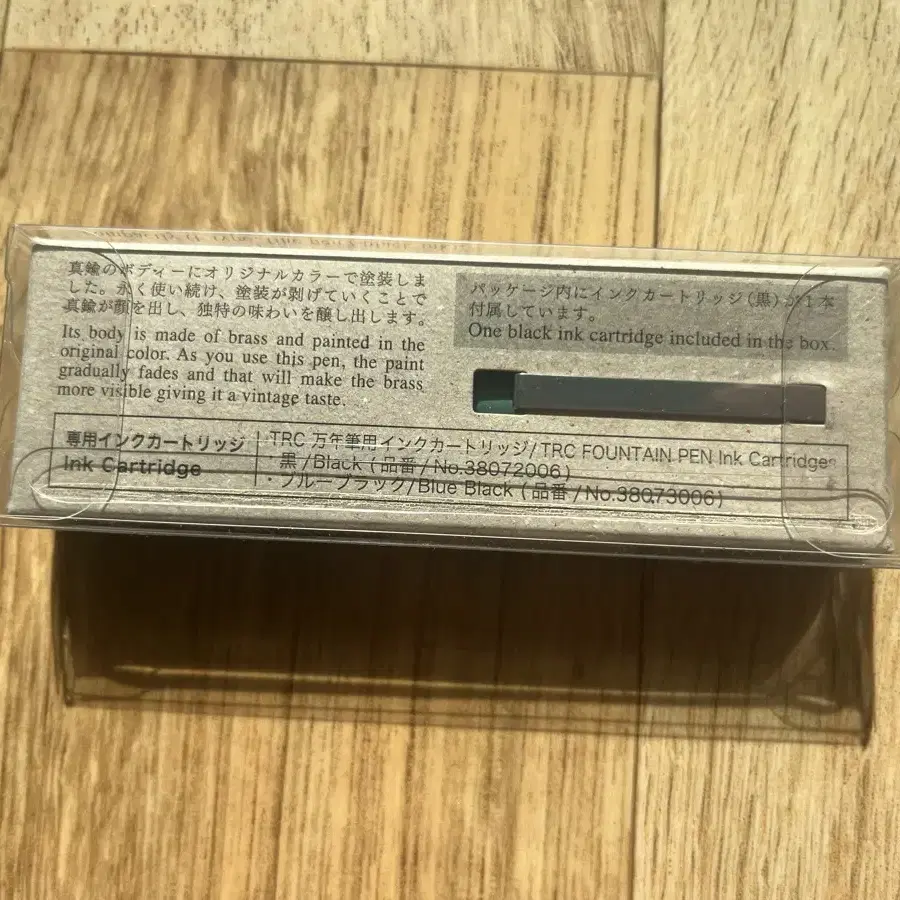 真鍮のボディーにオリジナルカラーで塗装しま
した。永く使い続け、塗装が剥げていくことで
真鍮が顔を出し、独特の味わいを醸し出します。
Its body is made of brass and painted in the
original color. As you use this pen, the paint
gradually fades and that will make the brass
more visible giving it a vintage taste.
パッケージ内にインクカートリッジ(黒)が1本
付属しています。
One black ink cartridge included in the box.
専用インクカートリッジ
Ink Cartridge
・TRC 万年筆用インクカートリッジ/TRC FOUNTAIN PEN Ink Cartridges
・黒/Black (品番/No.38072006)
・ブルーブラック/Blue Black (品番/No.38073006)